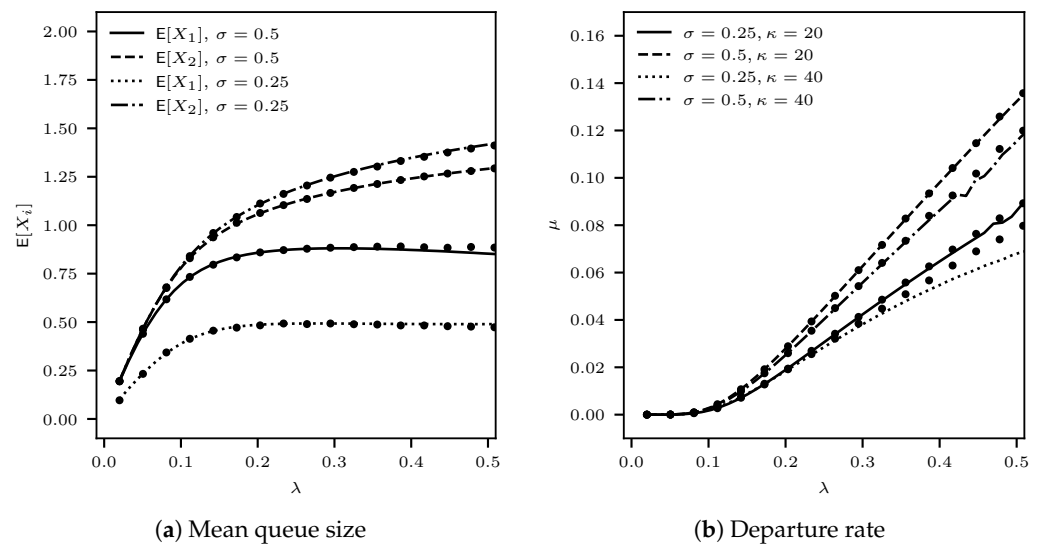 2.00
1.75
1.50
1.25
1.00
0.75
0.50
0.25
0.00
E[X_i]
E[X_1], σ = 0.5
E[X_2], σ = 0.5
E[X_1], σ = 0.25
E[X_2], σ = 0.25
0.0 0.1 0.2 0.3 0.4 0.5
λ
(a) Mean queue size
0.16
0.14
0.12
0.10
0.08
0.06
0.04
0.02
0.00
μ
σ = 0.25, κ = 20
σ = 0.5, κ = 20
σ = 0.25, κ = 40
σ = 0.5, κ = 40
0.0 0.1 0.2 0.3 0.4 0.5
λ
(b) Departure rate